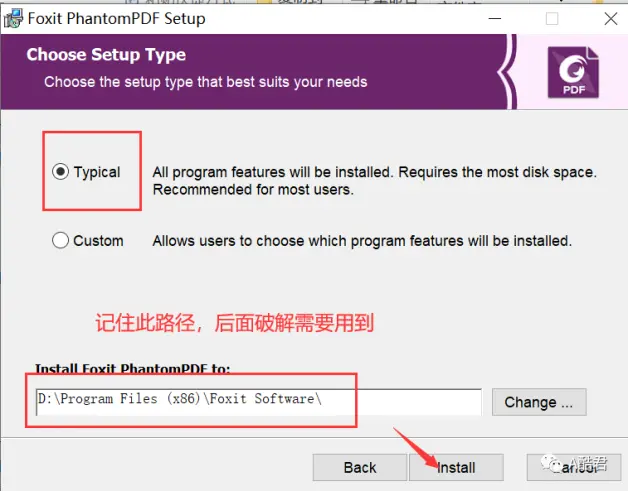 Foxit PhantomPDF Setup
Choose Setup Type
Choose the setup type that best suits your needs
PDF
Typical
All program features will be installed. Requires the most disk space.
Recommended for most users.
Custom
Allows users to choose which program features will be installed.
记住此路径，后面破解需要用到
Install Foxit PhantomPDF to:
D:\Program Files (x86)\Foxit Software\
Change ...
Back
Install
Cancel
A酷君